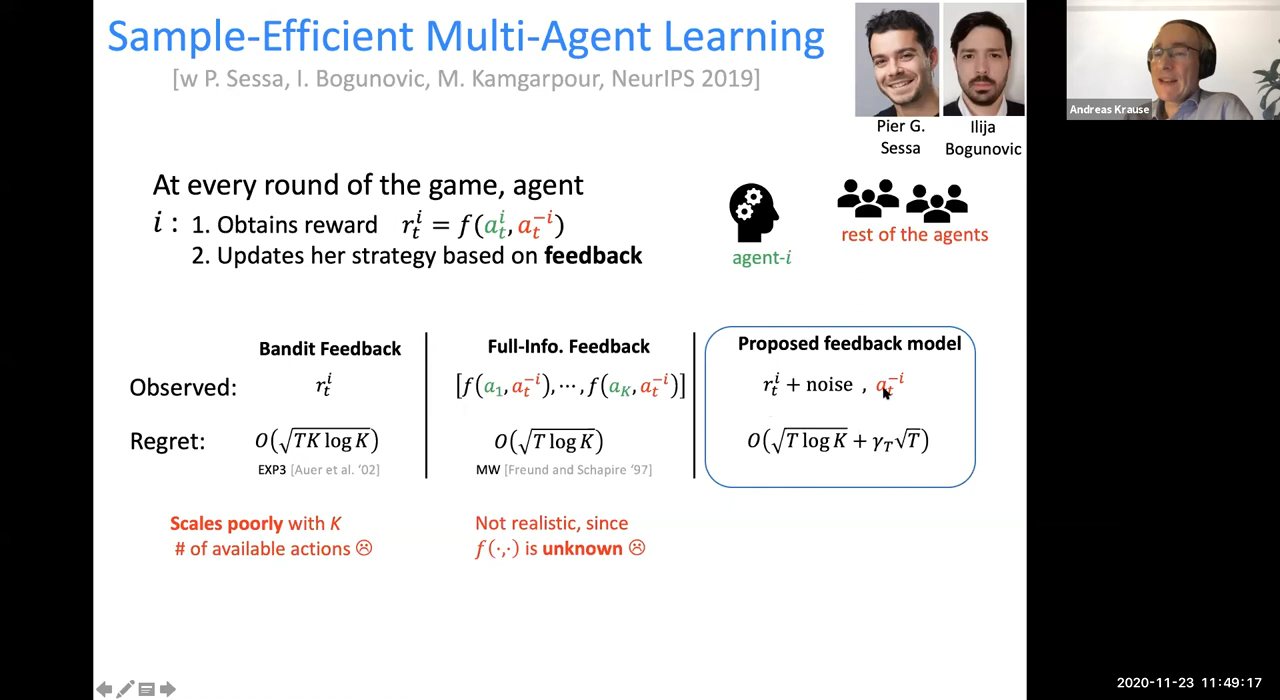 Sample-Efficient Multi-Agent Learning
[w P. Sessa, I. Bogunovic, M. Kamgarpour, NeurIPS 2019]
Pier G.
Sessa
Ilija
Bogunovic
Andreas Krause
At every round of the game, agent
i : 1. Obtains reward r_t^i = f(a_t^i, a_t^{-i})
2. Updates her strategy based on feedback
agent-i
rest of the agents
Bandit Feedback
Full-Info. Feedback
Proposed feedback model
Observed: r_t^i [f(a_1, a_t^{-i}), ⋯, f(a_K, a_t^{-i})] r_t^i + noise , a_t^{-i}
Regret: O(√(TK log K)) O(√(T log K)) O(√(T log K) + γ_T√T)
EXP3 [Auer et al. ‘02]
MW [Freund and Schapire ‘97]
Scales poorly with K
# of available actions ☹
Not realistic, since
f(·,·) is unknown ☹
2020-11-23 11:49:17